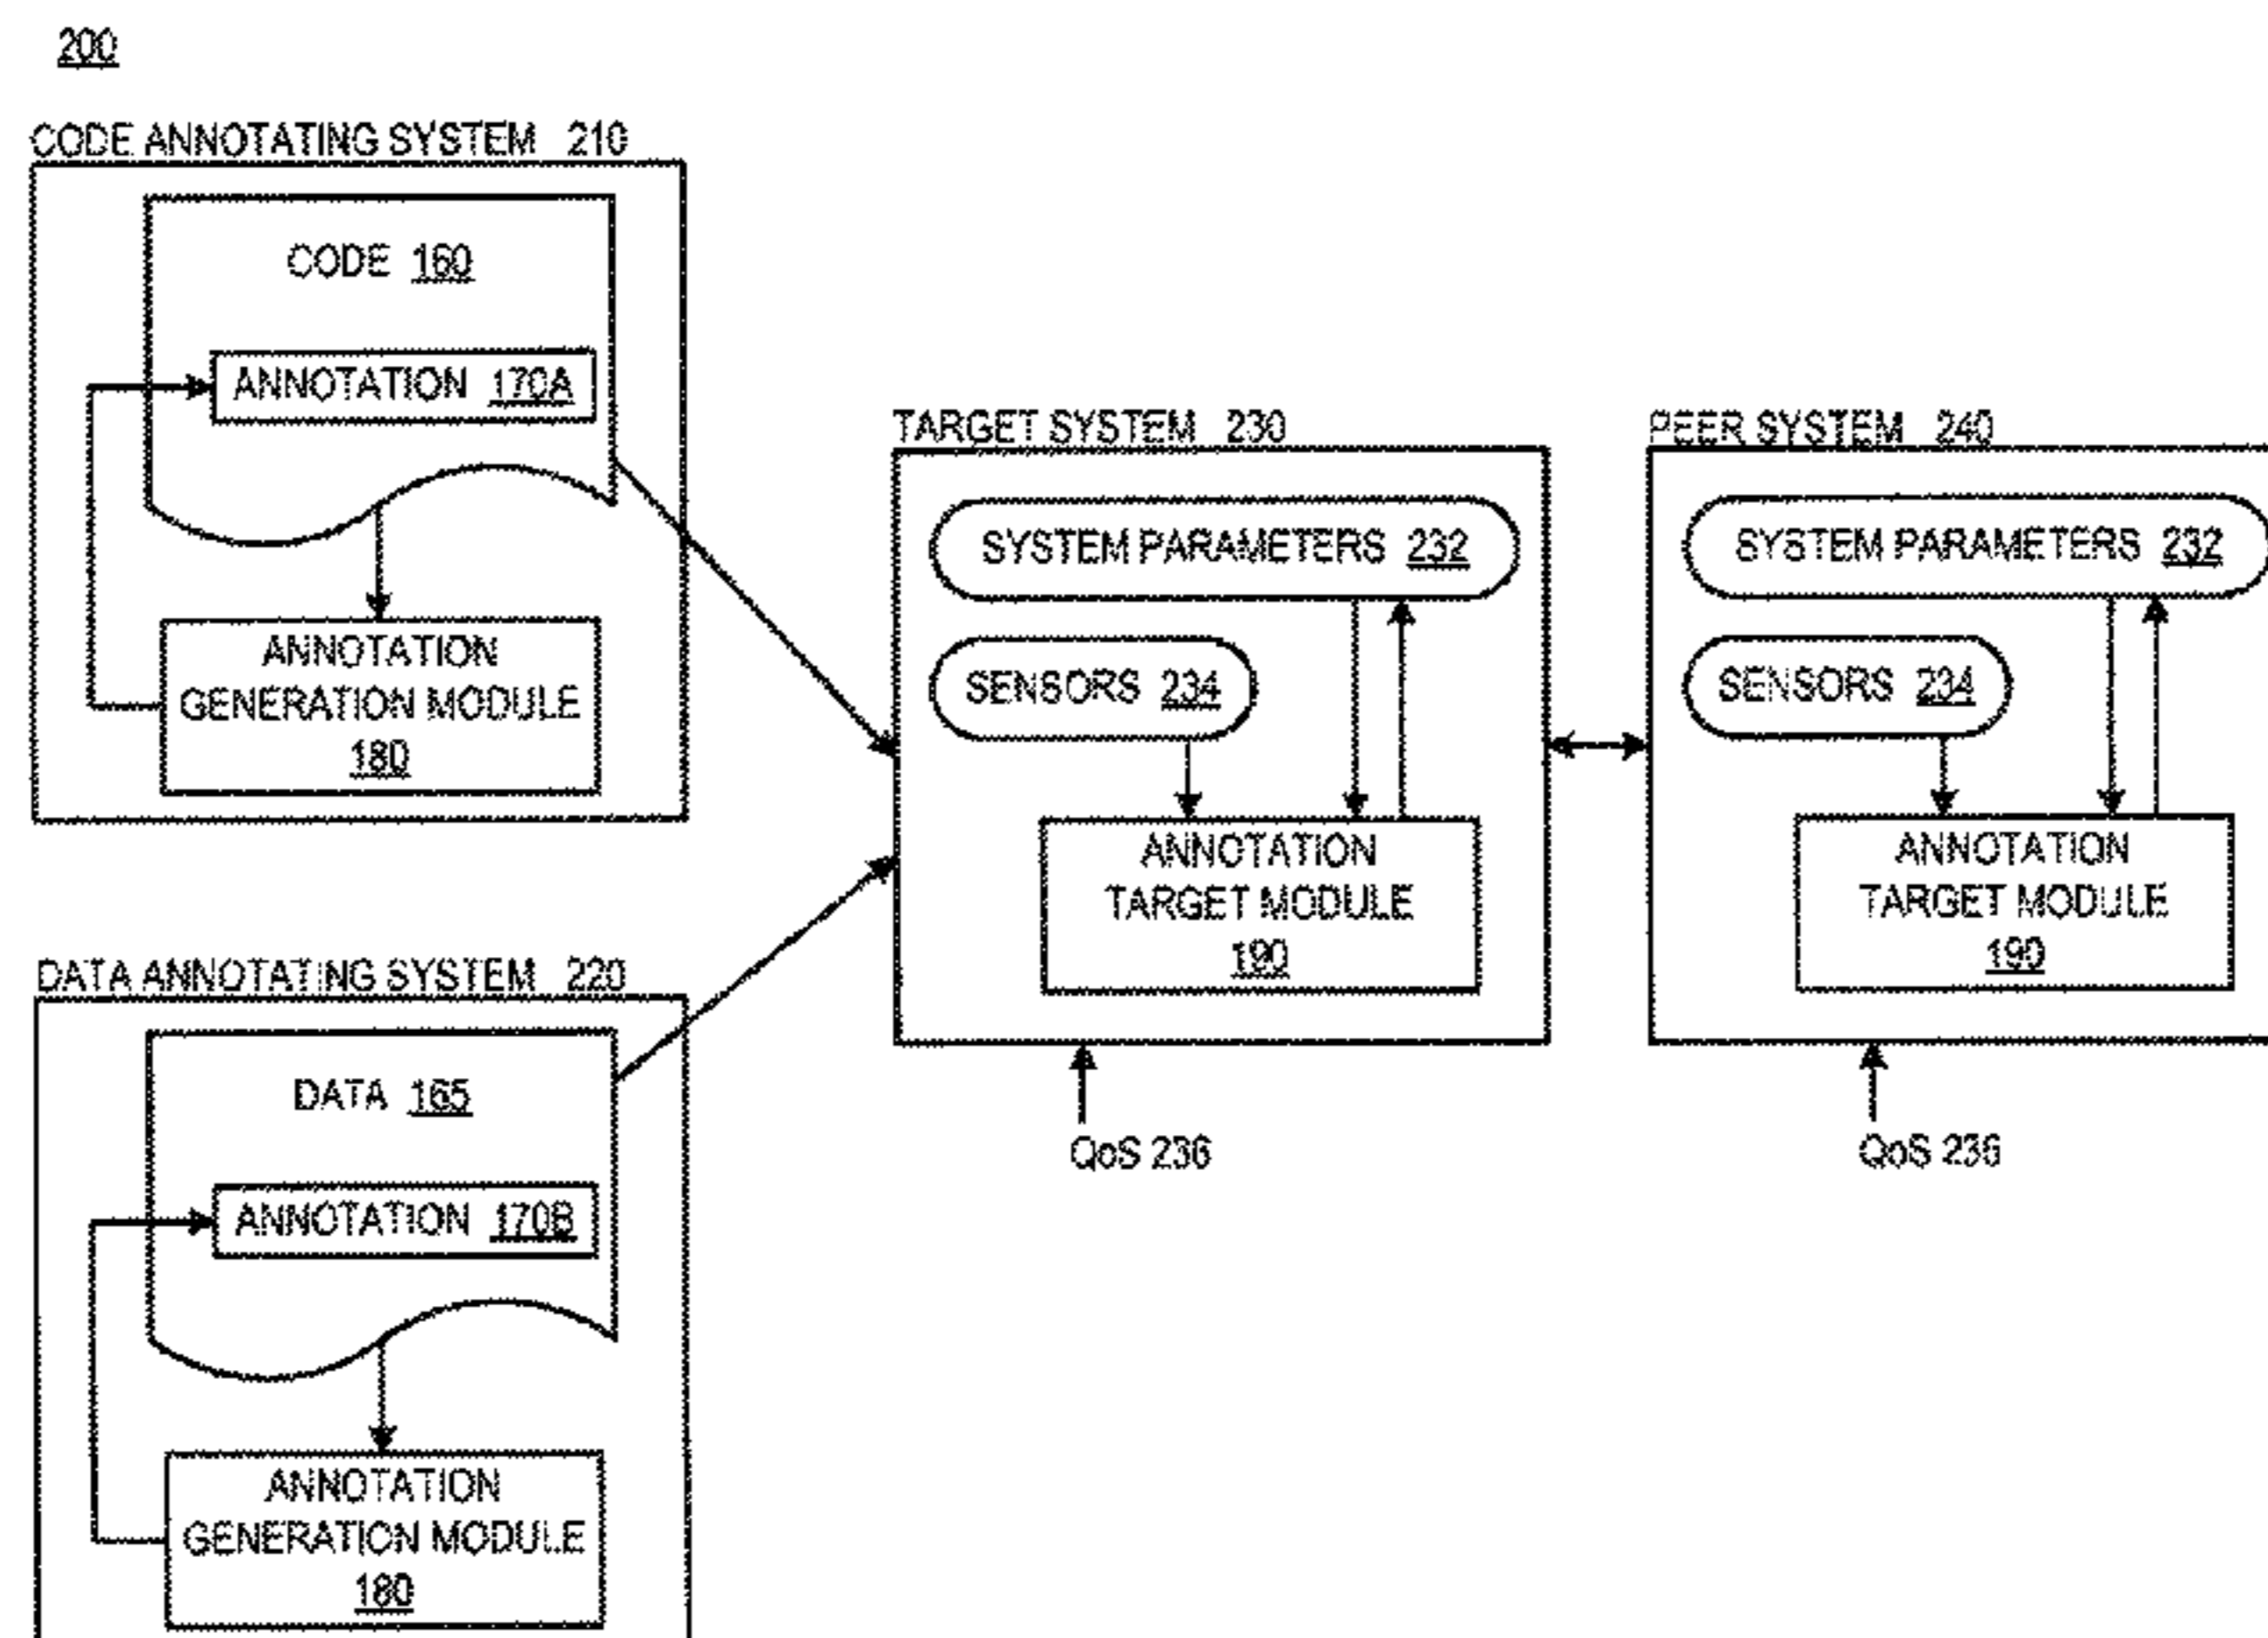 200
CODE ANNOTATING SYSTEM 210
CODE 160
ANNOTATION 170A
ANNOTATION
GENERATION MODULE
180
DATA ANNOTATING SYSTEM 220
DATA 165
ANNOTATION 170B
ANNOTATION
GENERATION MODULE
180
TARGET SYSTEM 230
SYSTEM PARAMETERS 232
SENSORS 234
ANNOTATION
TARGET MODULE
190
QoS 236
PEER SYSTEM 240
SYSTEM PARAMETERS 232
SENSORS 234
ANNOTATION
TARGET MODULE
190
QoS 236